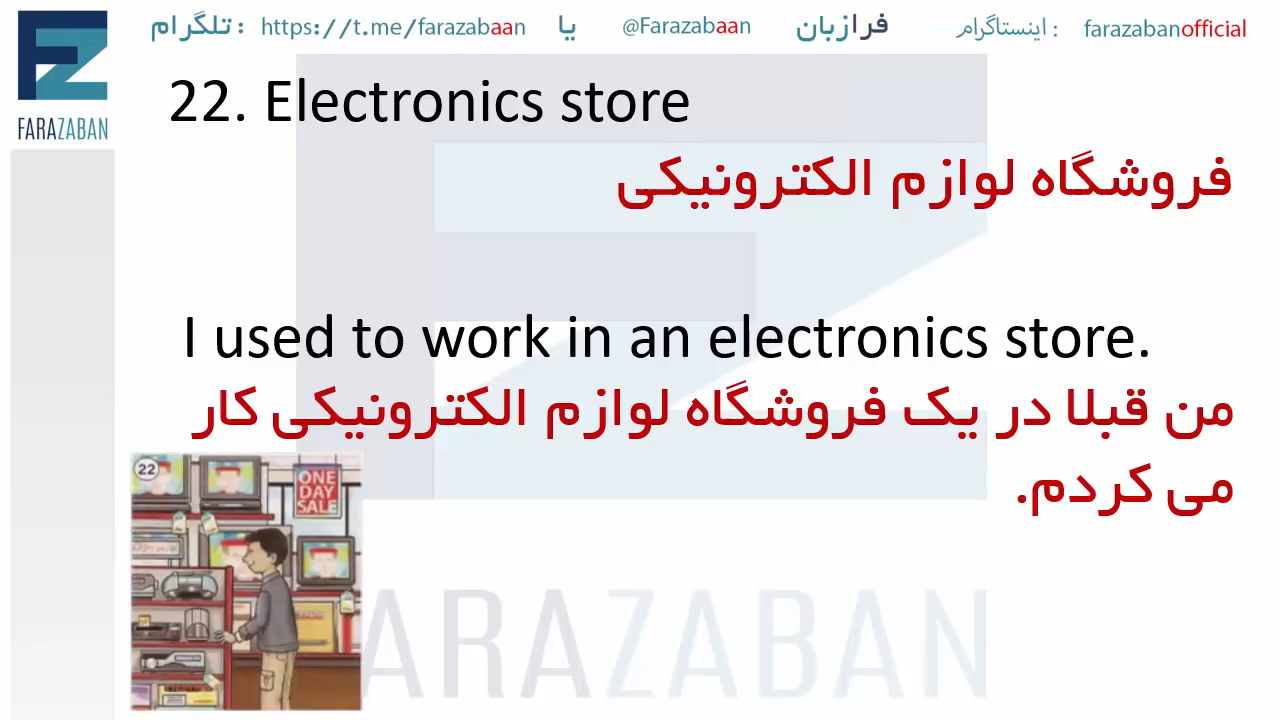 تلگرام : https://t.me/farazabaan یا @Farazabaan فرازبان اینستاگرام : farazabanofficial
FARAZABAN
22. Electronics store
فروشگاه لوازم الکترونیکی
I used to work in an electronics store.
من قبلا در یک فروشگاه لوازم الکترونیکی کار
می کردم.
22
ONE
DAY
SALE
FARAZABAN